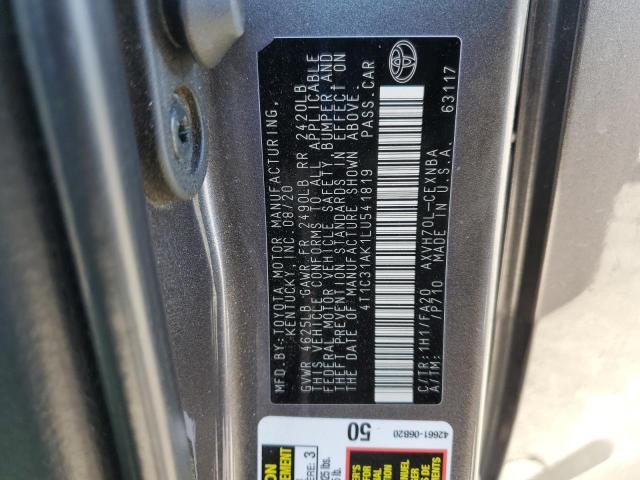 MFD.BY:TOYOTA MOTOR MANUFACTURING,
KENTUCKY, INC.08/20
GVWR 4625LB GAWR FR 2490LB RR 2420LB
THIS VEHICLE CONFORMS TO ALL APPLICABLE
FEDERAL MOTOR VEHICLE SAFETY, BUMPER, AND
THEFT PREVENTION STANDARDS IN EFFECT ON
THE DATE OF MANUFACTURE SHOWN ABOVE.
4T1C31AK1LU541819 PASS.CAR
C/TR:1H1/FA20 AXVH70L-CEXNBA
A/TM: /P710 MADE IN U.S.A. 63117
50
42661-06B20
3